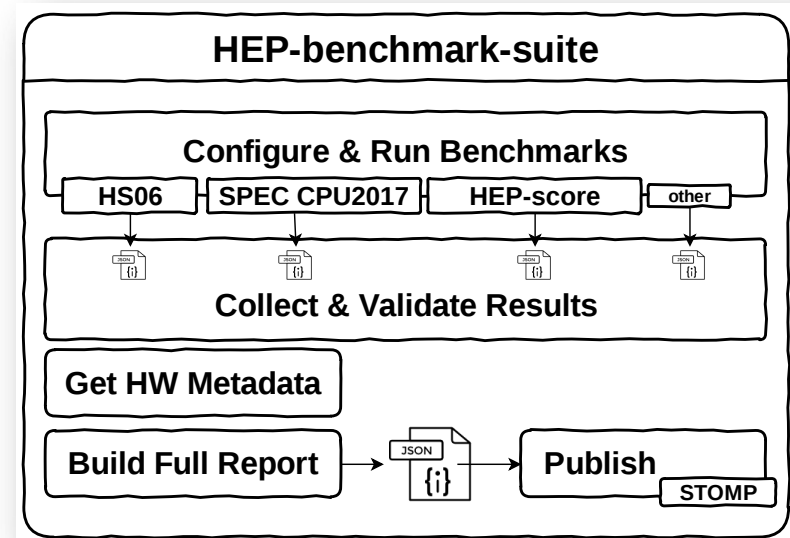 HEP-benchmark-suite
Configure & Run Benchmarks
HS06
SPEC CPU2017
HEP-score
other
JSON
{i}
JSON
{i}
JSON
{i}
JSON
{i}
Collect & Validate Results
Get HW Metadata
Build Full Report
JSON
{i}
Publish
STOMP